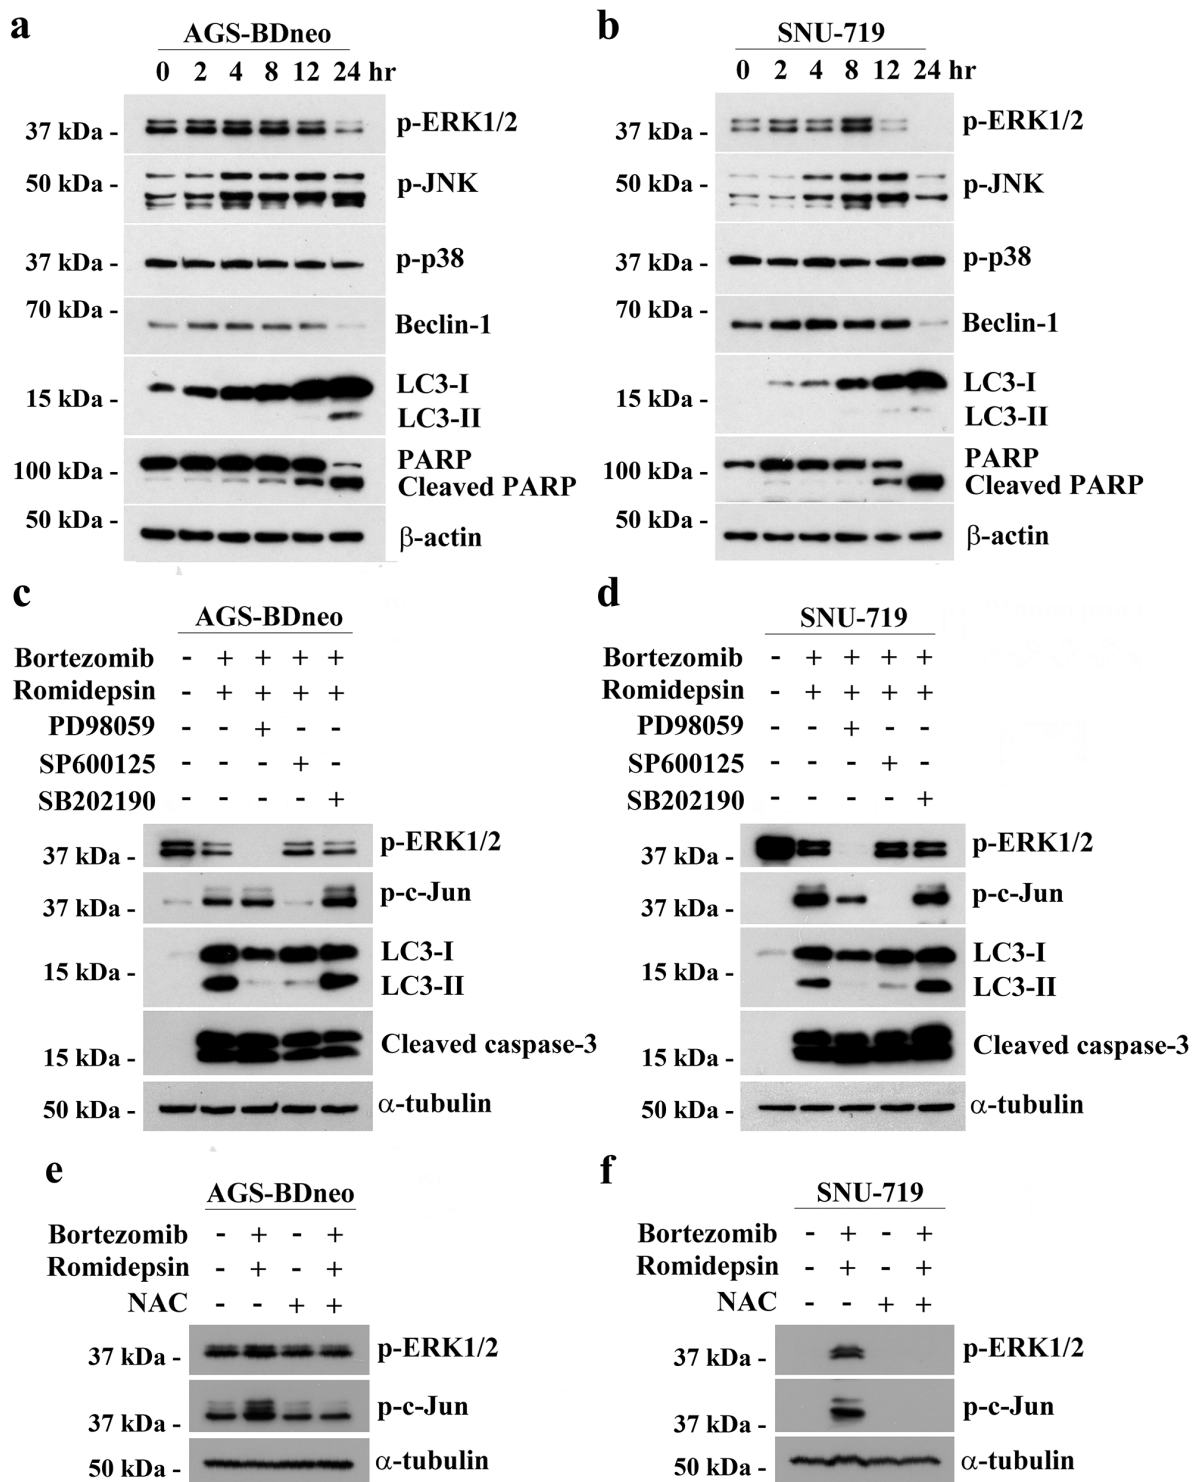 a
AGS-BDneo
0 2 4 8 12 24 hr
37 kDa - p-ERK1/2
50 kDa - p-JNK
37 kDa - p-p38
70 kDa -
Beclin-1
LC3-I
15 kDa -
LC3-II
PARP
100 kDa -
Cleaved PARP
50 kDa -
β-actin
b
SNU-719
0 2 4 8 12 24 hr
37 kDa - p-ERK1/2
50 kDa - p-JNK
37 kDa - p-p38
70 kDa -
Beclin-1
LC3-I
15 kDa -
LC3-II
PARP
100 kDa -
Cleaved PARP
50 kDa -
β-actin
c
AGS-BDneo
Bortezomib - + + + +
Romidepsin - + + + +
PD98059 - - + - -
SP600125 - - - + -
SB202190 - - - - +
37 kDa - p-ERK1/2
37 kDa - p-c-Jun
LC3-I
15 kDa -
LC3-II
15 kDa - Cleaved caspase-3
50 kDa - α-tubulin
d
SNU-719
Bortezomib - + + + +
Romidepsin - + + + +
PD98059 - - + - -
SP600125 - - - + -
SB202190 - - - - +
37 kDa - p-ERK1/2
37 kDa - p-c-Jun
LC3-I
15 kDa -
LC3-II
15 kDa - Cleaved caspase-3
50 kDa - α-tubulin
e
AGS-BDneo
Bortezomib - + - +
Romidepsin - + - +
NAC - - + +
37 kDa - p-ERK1/2
37 kDa - p-c-Jun
50 kDa - α-tubulin
f
SNU-719
Bortezomib - + - +
Romidepsin - + - +
NAC - - + +
37 kDa - p-ERK1/2
37 kDa - p-c-Jun
50 kDa - α-tubulin